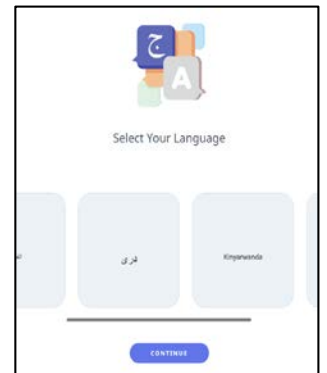 ج
A
Select Your Language
دری
Kinyarwanda
CONTINUE